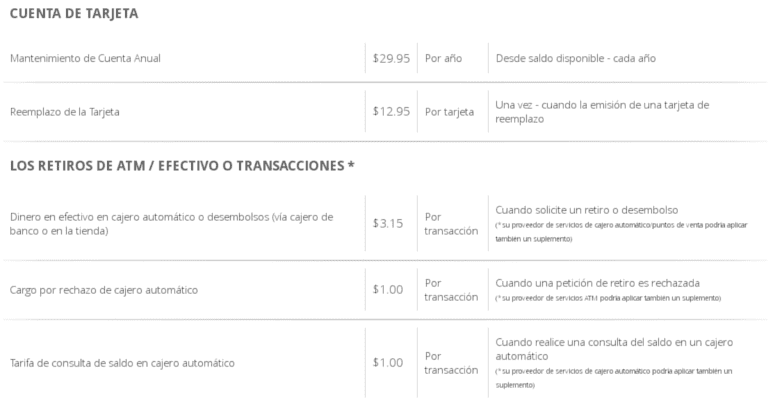 CUENTA DE TARJETA
Mantenimiento de Cuenta Anual
$29.95
Por año
Desde saldo disponible - cada año
Reemplazo de la Tarjeta
$12.95
Por tarjeta
Una vez - cuando la emisión de una tarjeta de
reemplazo
LOS RETIROS DE ATM / EFECTIVO O TRANSACCIONES *
Dinero en efectivo en cajero automático o desembolsos (vía cajero de
banco o en la tienda)
$3.15
Por
transacción
Cuando solicite un retiro o desembolso
(* su proveedor de servicios de cajero automático/puntos de venta podría aplicar
también un suplemento)
Cargo por rechazo de cajero automático
$1.00
Por
transacción
Cuando una petición de retiro es rechazada
(* su proveedor de servicios ATM podría aplicar también un suplemento)
Tarifa de consulta de saldo en cajero automático
$1.00
Por
transacción
Cuando realice una consulta del saldo en un cajero
automático
(* su proveedor de servicios de cajero automático podría aplicar también un
suplemento)